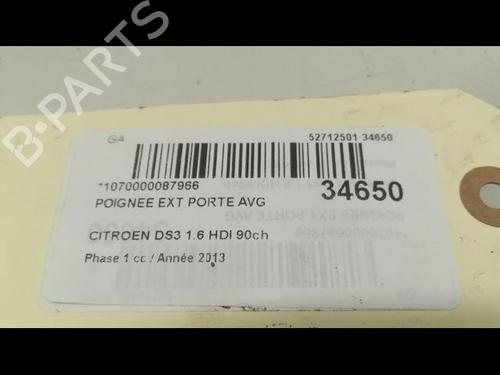 G4
52712501 34650
*1070000087966
34650
POIGNEE EXT PORTE AVG
CITROEN DS3 1.6 HDI 90ch
Phase 1 cc / Année 2013
B-PARTS